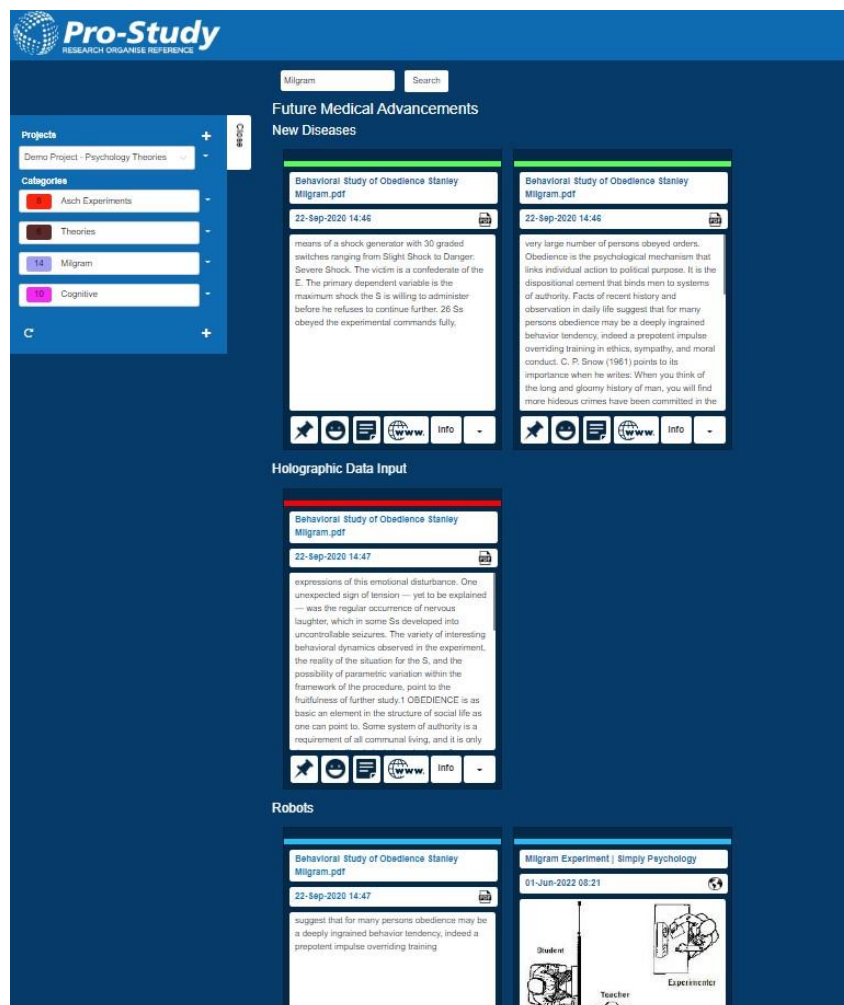 Pro-Study
RESEARCH ORGANISE REFERENCE
Milgram
Search
Future Medical Advancements
New Diseases
Close
Projects
+
Demo Project - Psychology Theories
Categories
8 Asch Experiments
6 Theories
14 Milgram
10 Cognitive
+
Behavioral Study of Obedience Stanley
Milgram.pdf
22-Sep-2020 14:46
PDF
means of a shock generator with 30 graded
switches ranging from Slight Shock to Danger:
Severe Shock. The victim is a confederate of the
E. The primary dependent variable is the
maximum shock the S is willing to administer
before he refuses to continue further. 26 Ss
obeyed the experimental commands fully,
www.
Info
Behavioral Study of Obedience Stanley
Milgram.pdf
22-Sep-2020 14:46
PDF
very large number of persons obeyed orders.
Obedience is the psychological mechanism that
links individual action to political purpose. It is the
dispositional cement that binds men to systems
of authority. Facts of recent history and
observation in daily life suggest that for many
persons obedience may be a deeply ingrained
behavior tendency, indeed a prepotent impulse
overriding training in ethics, sympathy, and moral
conduct. C. P. Snow (1961) points to its
importance when he writes: When you think of
the long and gloomy history of man, you will find
more hideous crimes have been committed in the
www.
Info
Holographic Data Input
Behavioral Study of Obedience Stanley
Milgram.pdf
22-Sep-2020 14:47
PDF
expressions of this emotional disturbance. One
unexpected sign of tension — yet to be explained
— was the regular occurrence of nervous
laughter, which in some Ss developed into
uncontrollable seizures. The variety of interesting
behavioral dynamics observed in the experiment,
the reality of the situation for the S, and the
possibility of parametric variation within the
framework of the procedure, point to the
fruitfulness of further study.1 OBEDIENCE is as
basic an element in the structure of social life as
one can point to. Some system of authority is a
requirement of all communal living, and it is only
www.
Info
Robots
Behavioral Study of Obedience Stanley
Milgram.pdf
22-Sep-2020 14:47
PDF
suggest that for many persons obedience may be
a deeply ingrained behavior tendency, indeed a
prepotent impulse overriding training
Milgram Experiment | Simply Psychology
01-Jun-2022 08:21
Student
Experimenter
Teacher